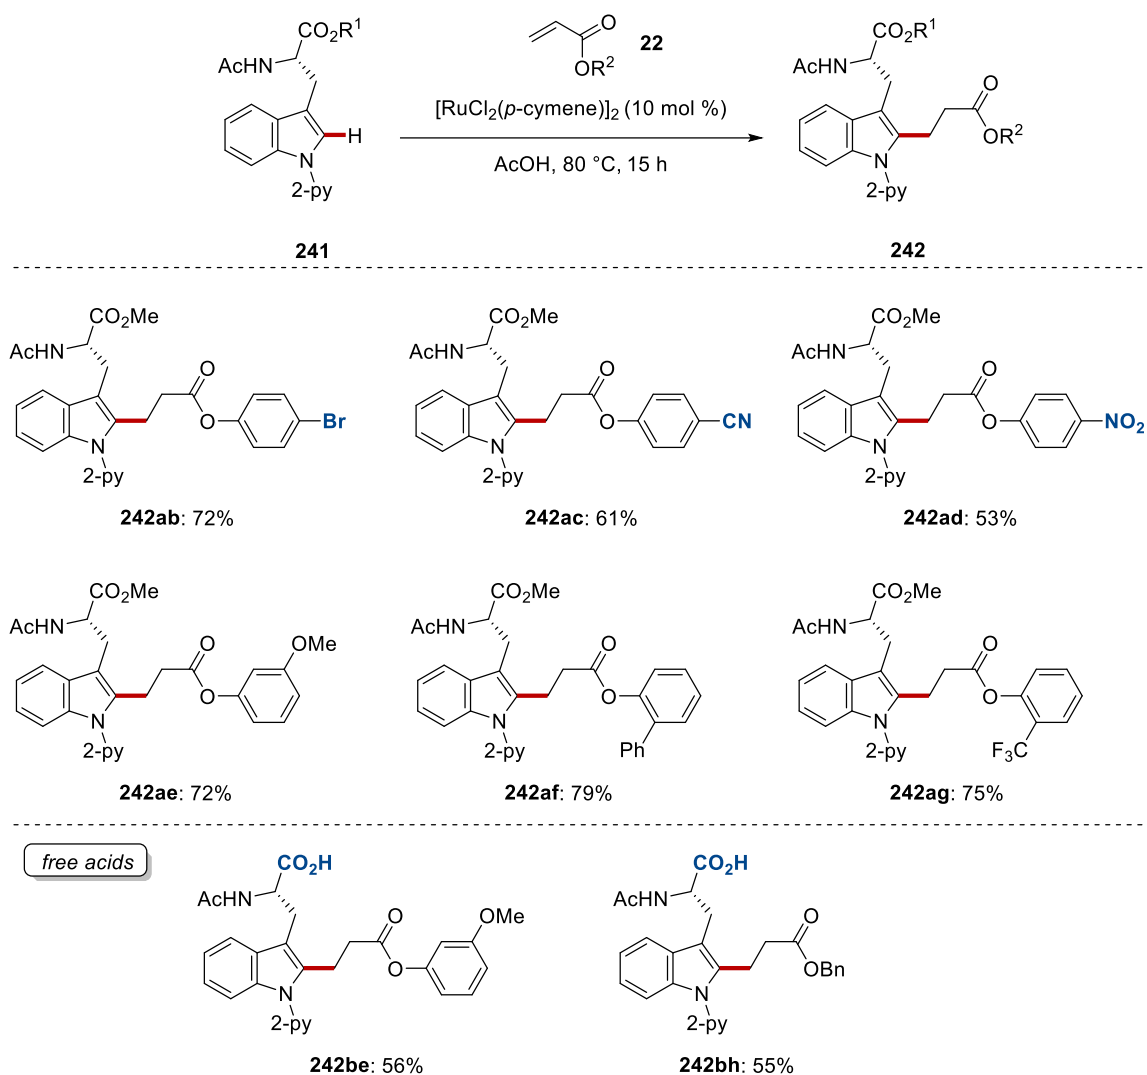 CO2R1
AcHN
H
N
2-py
241
O
OR2
22
[RuCl2(p-cymene)]2 (10 mol %)
AcOH, 80 °C, 15 h
CO2R1
AcHN
O
OR2
N
2-py
242
CO2Me
AcHN
O
O
Br
N
2-py
242ab: 72%
CO2Me
AcHN
O
O
CN
N
2-py
242ac: 61%
CO2Me
AcHN
O
O
NO2
N
2-py
242ad: 53%
CO2Me
AcHN
O
OMe
O
N
2-py
242ae: 72%
CO2Me
AcHN
O
O
N
Ph
2-py
242af: 79%
CO2Me
AcHN
O
O
N
F3C
2-py
242ag: 75%
free acids
CO2H
AcHN
O
OMe
O
N
2-py
242be: 56%
CO2H
AcHN
O
OBn
N
2-py
242bh: 55%